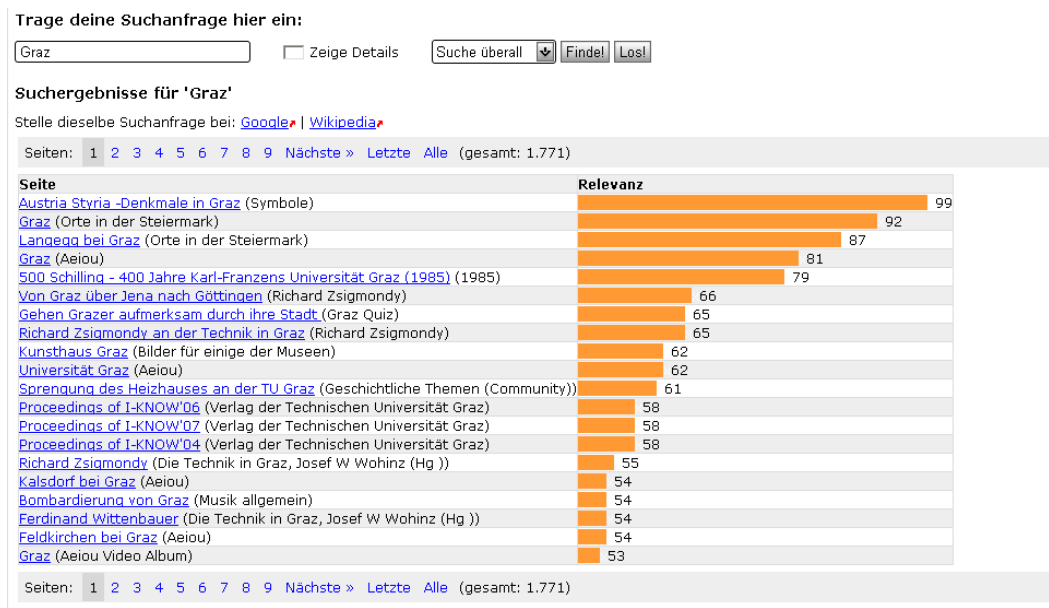 Trage deine Suchanfrage hier ein:
Graz Zeige Details Suche überall Finde! Los!
Suchergebnisse für 'Graz'
Stelle dieselbe Suchanfrage bei: Google | Wikipedia
Seiten: 1 2 3 4 5 6 7 8 9 Nächste » Letzte Alle (gesamt: 1.771)
Seite Relevanz
Austria Styria -Denkmale in Graz (Symbole) 99
Graz (Orte in der Steiermark) 92
Langegg bei Graz (Orte in der Steiermark) 87
Graz (Aeiou) 81
500 Schilling - 400 Jahre Karl-Franzens Universität Graz (1985) (1985) 79
Von Graz über Jena nach Göttingen (Richard Zsigmondy) 66
Gehen Grazer aufmerksam durch ihre Stadt (Graz Quiz) 65
Richard Zsigmondy an der Technik in Graz (Richard Zsigmondy) 65
Kunsthaus Graz (Bilder für einige der Museen) 62
Universität Graz (Aeiou) 62
Sprengung des Heizhauses an der TU Graz (Geschichtliche Themen (Community)) 61
Proceedings of I-KNOW'06 (Verlag der Technischen Universität Graz) 58
Proceedings of I-KNOW'07 (Verlag der Technischen Universität Graz) 58
Proceedings of I-KNOW'04 (Verlag der Technischen Universität Graz) 58
Richard Zsigmondy (Die Technik in Graz, Josef W Wohinz (Hg )) 55
Kalsdorf bei Graz (Aeiou) 54
Bombardierung von Graz (Musik allgemein) 54
Ferdinand Wittenbauer (Die Technik in Graz, Josef W Wohinz (Hg )) 54
Feldkirchen bei Graz (Aeiou) 54
Graz (Aeiou Video Album) 53
Seiten: 1 2 3 4 5 6 7 8 9 Nächste » Letzte Alle (gesamt: 1.771)